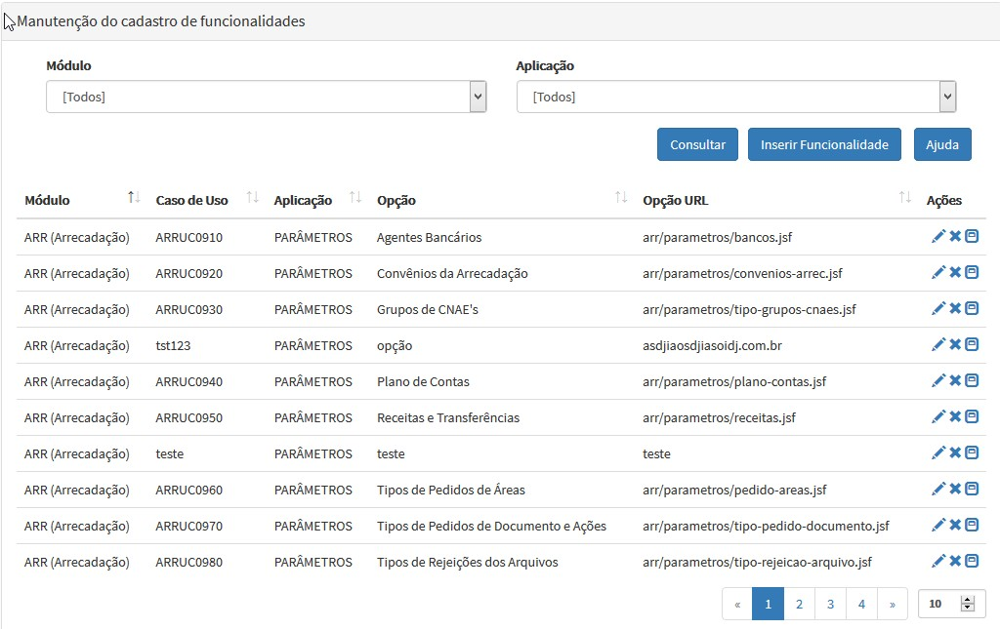 Manutenção do cadastro de funcionalidades
Módulo Aplicação
[Todos] [Todos]
Consultar Inserir Funcionalidade Ajuda
Módulo Caso de Uso Aplicação Opção Opção URL Ações
ARR (Arrecadação) ARRUC0910 PARÂMETROS Agentes Bancários arr/parametros/bancos.jsf
ARR (Arrecadação) ARRUC0920 PARÂMETROS Convênios da Arrecadação arr/parametros/convenios-arrec.jsf
ARR (Arrecadação) ARRUC0930 PARÂMETROS Grupos de CNAE's arr/parametros/tipo-grupos-cnaes.jsf
ARR (Arrecadação) tst123 PARÂMETROS opção asdjiaosdjiasoidj.com.br
ARR (Arrecadação) ARRUC0940 PARÂMETROS Plano de Contas arr/parametros/plano-contas.jsf
ARR (Arrecadação) ARRUC0950 PARÂMETROS Receitas e Transferências arr/parametros/receitas.jsf
ARR (Arrecadação) teste PARÂMETROS teste teste
ARR (Arrecadação) ARRUC0960 PARÂMETROS Tipos de Pedidos de Áreas arr/parametros/pedido-areas.jsf
ARR (Arrecadação) ARRUC0970 PARÂMETROS Tipos de Pedidos de Documento e Ações arr/parametros/tipo-pedido-documento.jsf
ARR (Arrecadação) ARRUC0980 PARÂMETROS Tipos de Rejeições dos Arquivos arr/parametros/tipo-rejeicao-arquivo.jsf
« 1 2 3 4 » 10